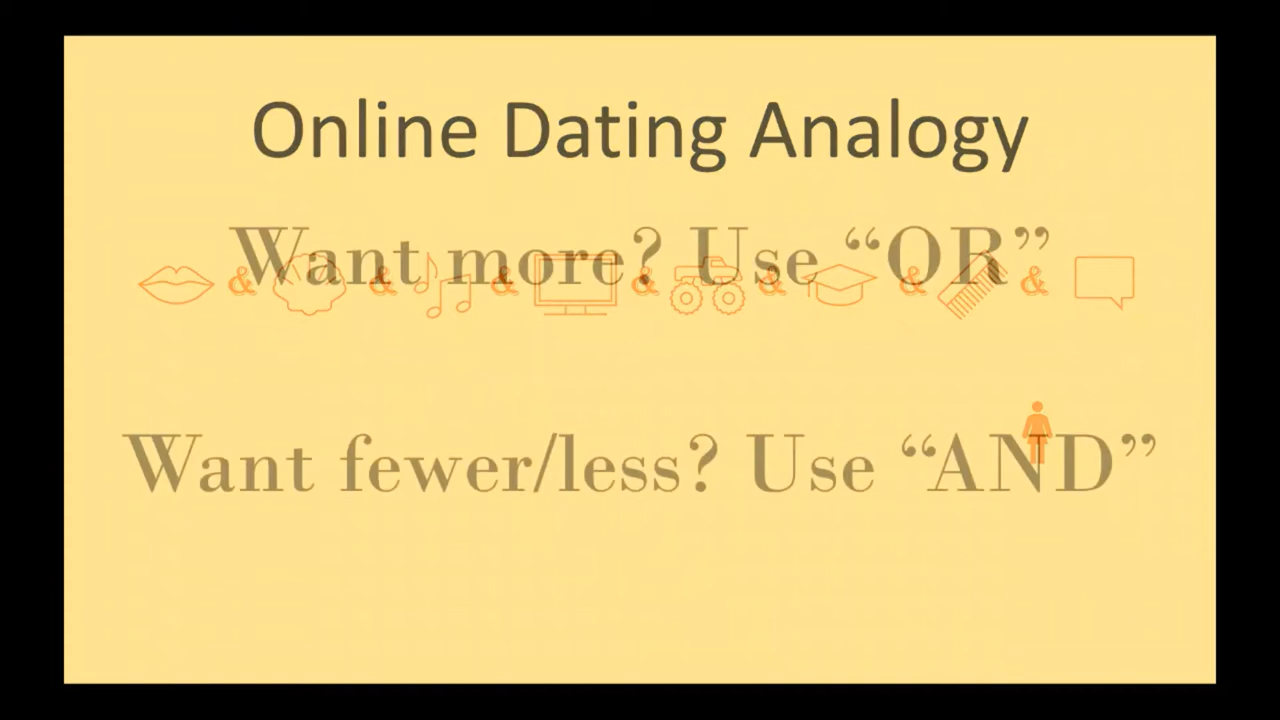 Online Dating Analogy
Want more? Use “OR”
& & & & & & &
Want fewer/less? Use “AND”